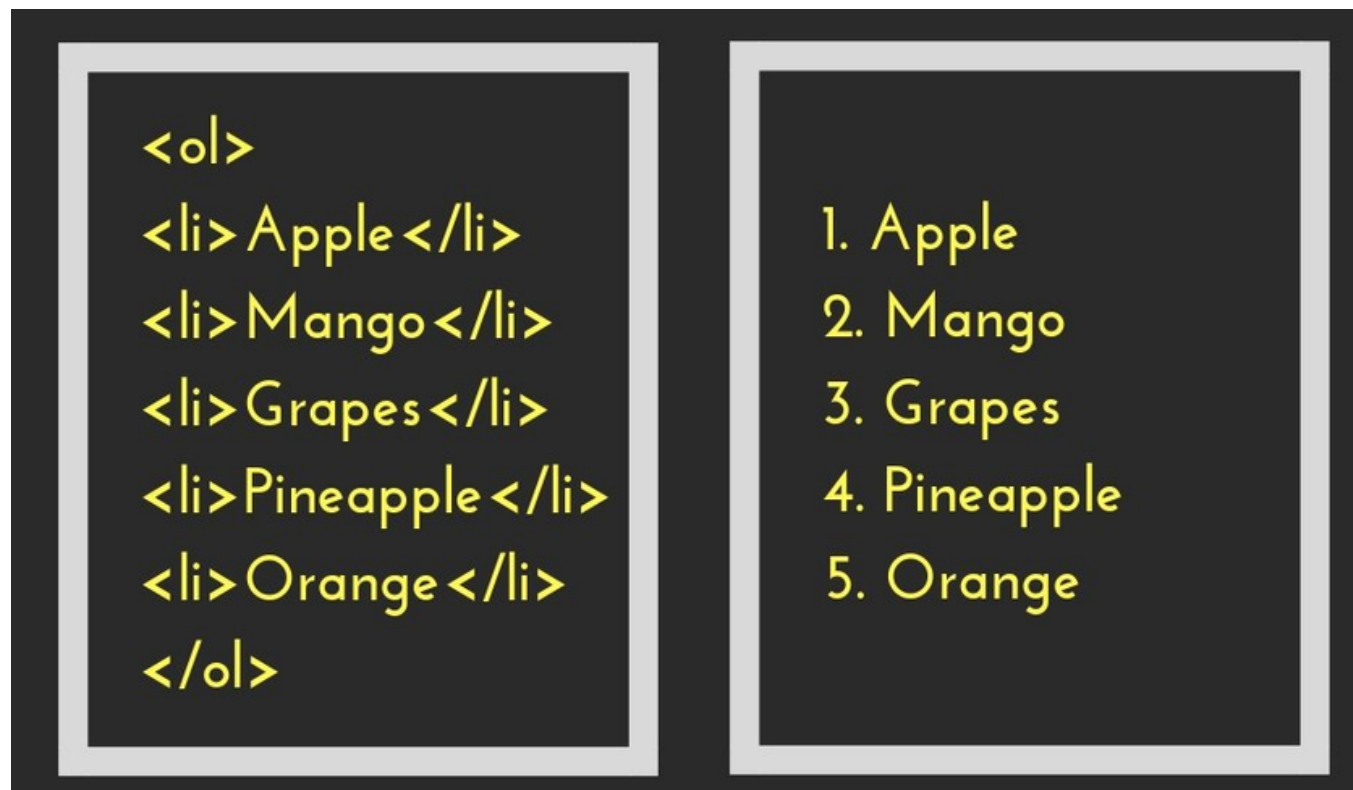 <ol>
<li>Apple</li>
<li>Mango</li>
<li>Grapes</li>
<li>Pineapple</li>
<li>Orange</li>
</ol>
1. Apple
2. Mango
3. Grapes
4. Pineapple
5. Orange